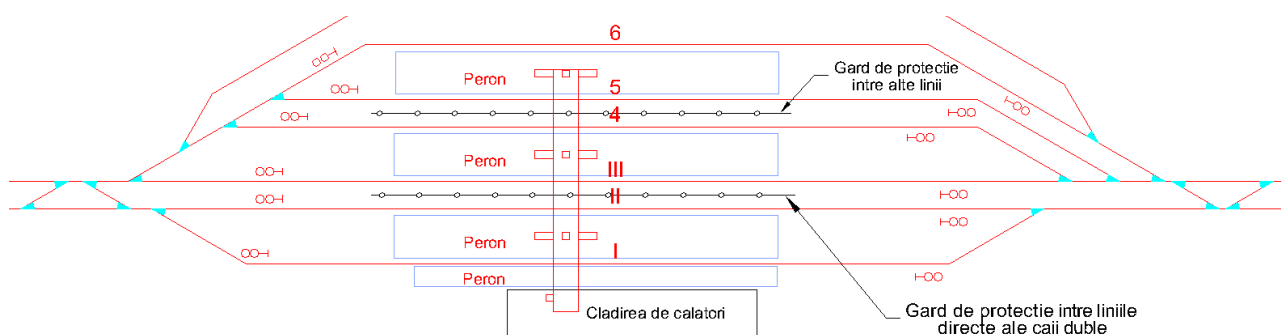 6
Peron
Gard de protectie
intre alte linii
5
4
Peron
III
II
Peron
I
Peron
Cladirea de calatori
Gard de protectie intre liniile
directe ale caii duble